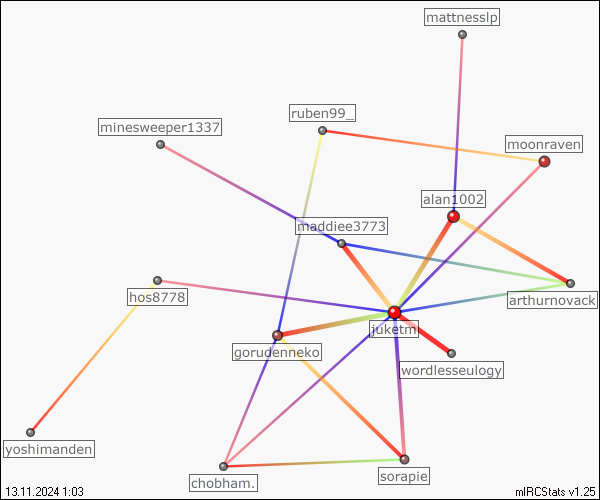 mattnesslp
ruben99_
minesweeper1337
moonraven
alan1002
maddiee3773
hos8778
arthurnovack
juketm
gorudenneko
wordlesseulogy
yoshimanden
sorapie
chobham.
13.11.2024 1:03
mIRCStats v1.25